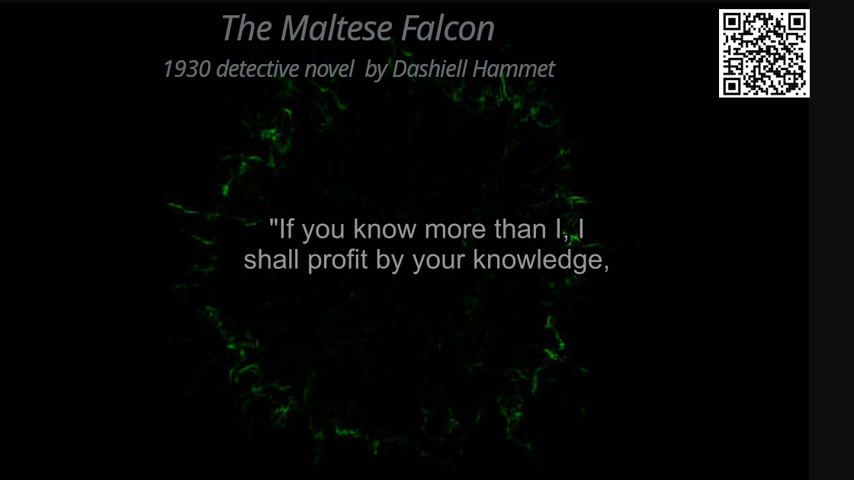 The Maltese Falcon
1930 detective novel by Dashiell Hammet
"If you know more than I, I
shall profit by your knowledge,